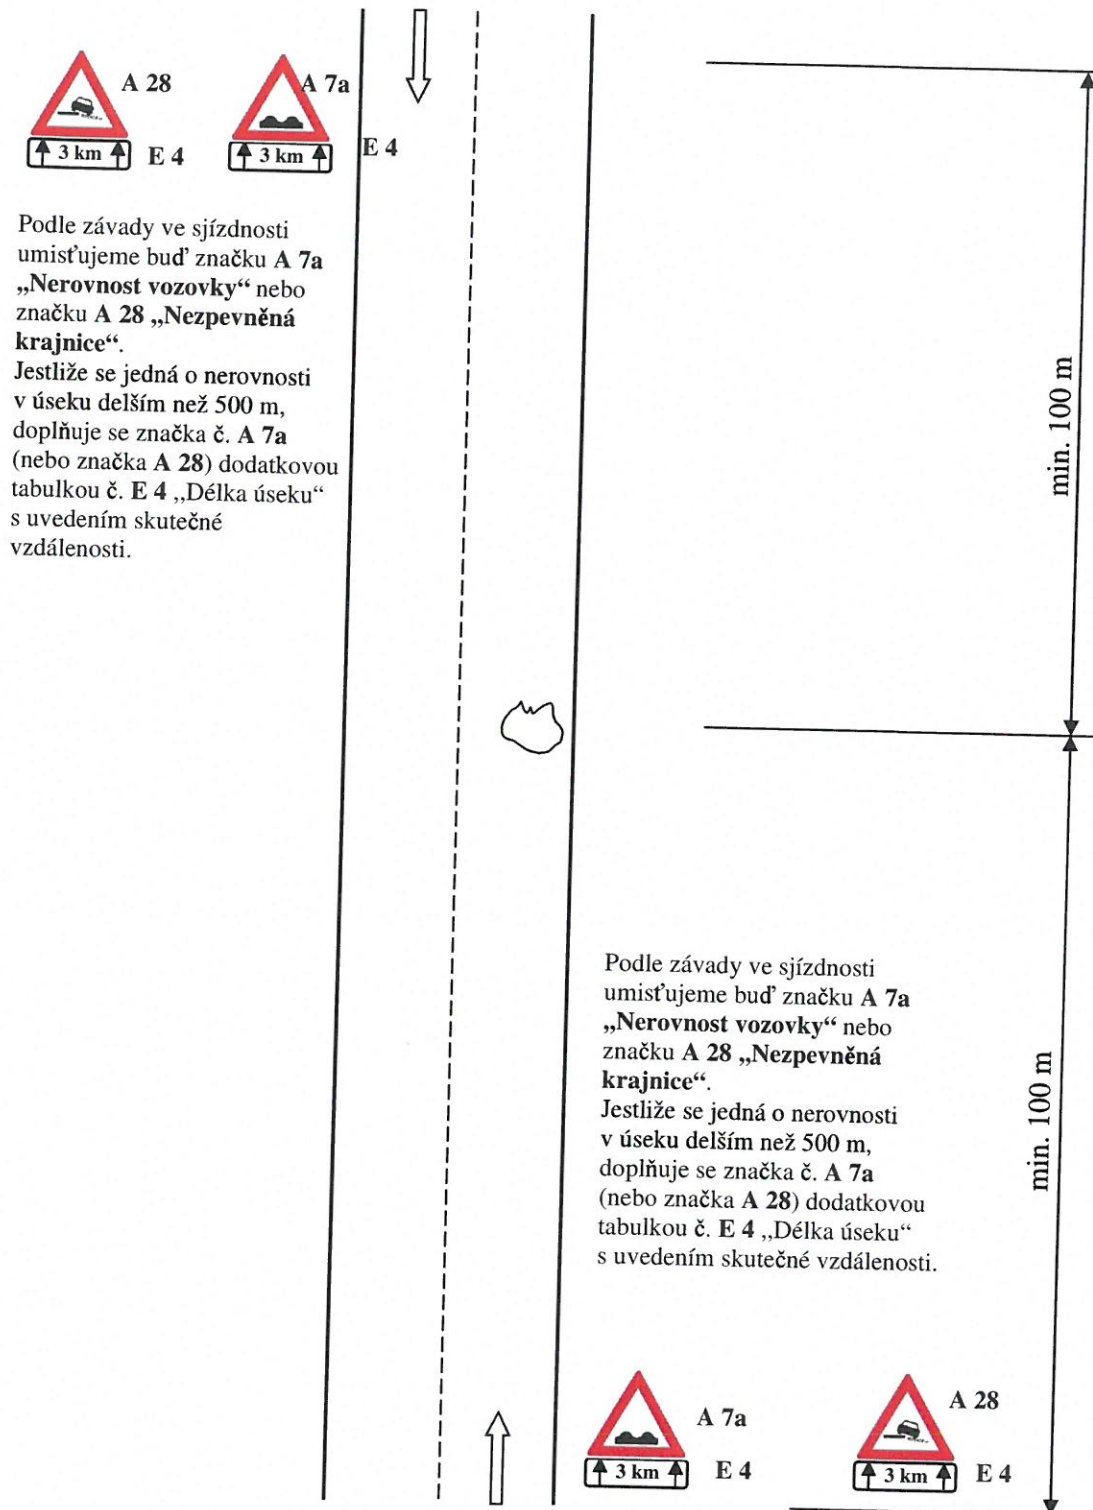 A 28
A 7a
3 km
E 4
3 km
E 4
Podle závady ve sjízdnosti
umisťujeme buď značku A 7a
„Nerovnost vozovky“ nebo
značku A 28 „Nezpevněná
krajnice“.
Jestliže se jedná o nerovnosti
v úseku delším než 500 m,
doplňuje se značka č. A 7a
(nebo značka A 28) dodatkovou
tabulkou č. E 4 „Délka úseku“
s uvedením skutečné
vzdálenosti.
min. 100 m
Podle závady ve sjízdnosti
umisťujeme buď značku A 7a
„Nerovnost vozovky“ nebo
značku A 28 „Nezpevněná
krajnice“.
Jestliže se jedná o nerovnosti
v úseku delším než 500 m,
doplňuje se značka č. A 7a
(nebo značka A 28) dodatkovou
tabulkou č. E 4 „Délka úseku“
s uvedením skutečné vzdálenosti.
min. 100 m
A 7a
A 28
3 km
E 4
3 km
E 4